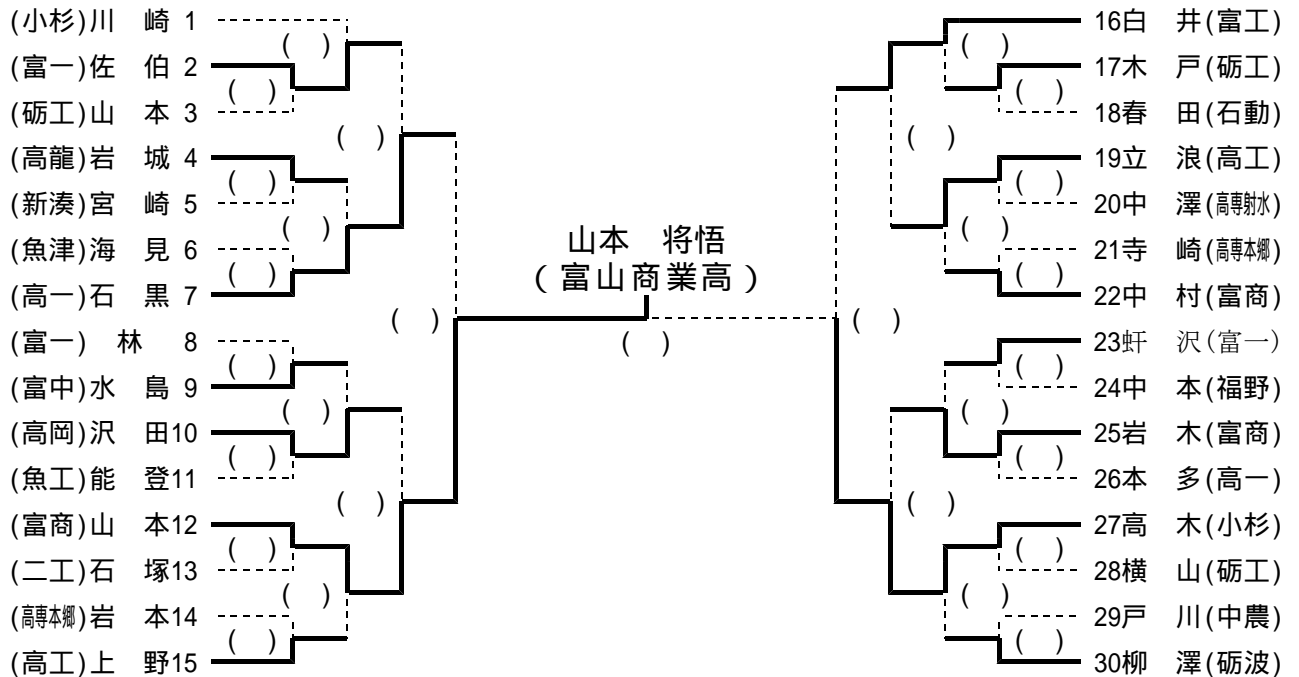 (小杉)川　崎 1
(富一)佐　伯 2
(砺工)山　本 3
(高龍)岩　城 4
(新湊)宮　崎 5
(魚津)海　見 6
(高一)石　黒 7
(富一)　林　 8
(富中)水　島 9
(高岡)沢　田10
(魚工)能　登11
(富商)山　本12
(二工)石　塚13
(高専本郷)岩　本14
(高工)上　野15
山本　将悟
(富山商業高)
16白　井(富工)
17木　戸(砺工)
18春　田(石動)
19立　浪(高工)
20中　澤(高専射水)
21寺　崎(高専本郷)
22中　村(富商)
23虷　沢(富一)
24中　本(福野)
25岩　木(富商)
26本　多(高一)
27高　木(小杉)
28横　山(砺工)
29戸　川(中農)
30柳　澤(砺波)